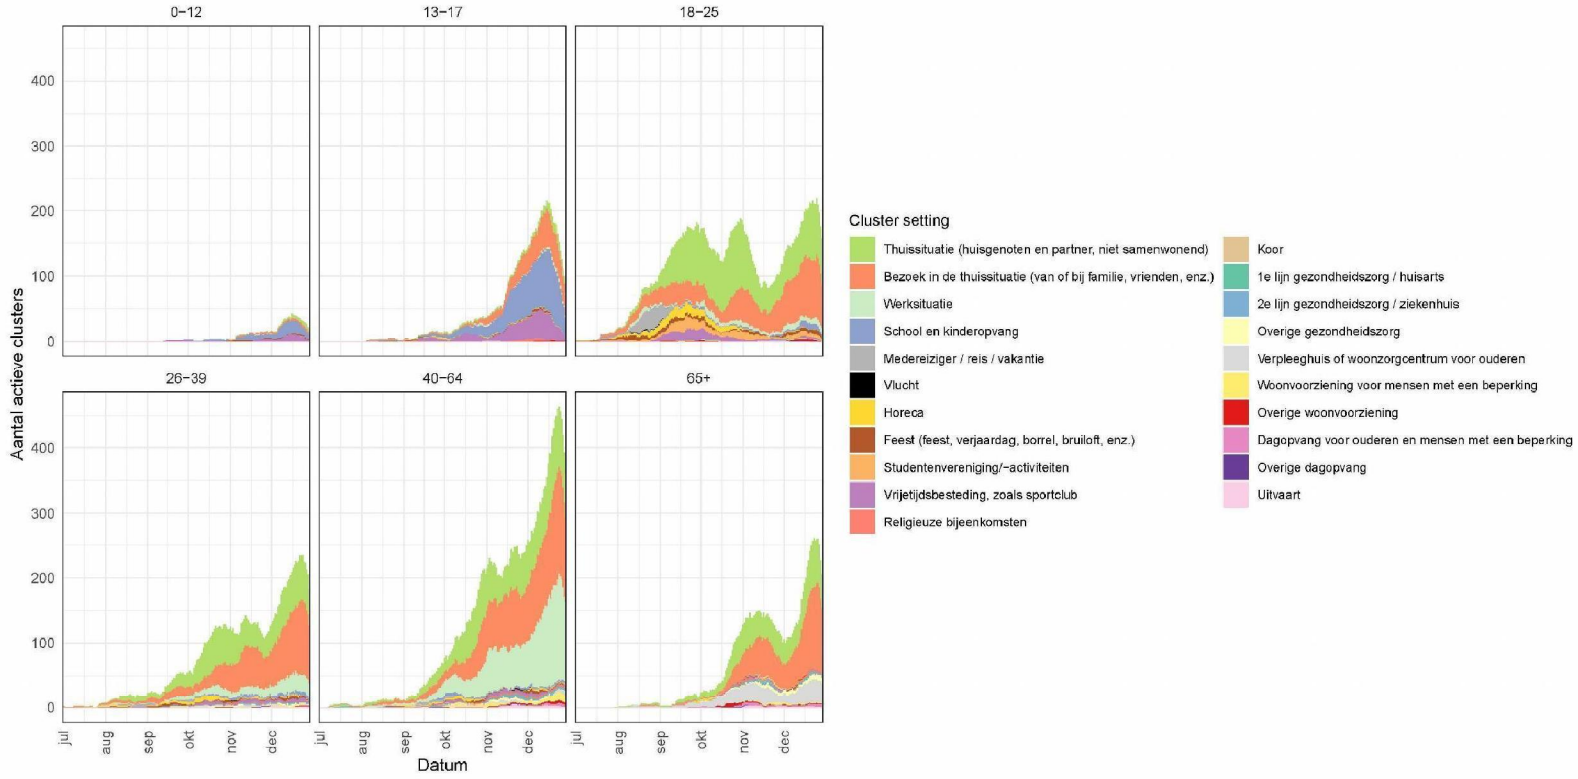 0−12
13−17
18−25
400
300
200
100
0
26−39
40−64
65+
400
300
200
100
0
jul
aug
sep
okt
nov
dec
jul
aug
sep
okt
nov
dec
jul
aug
sep
okt
nov
dec
Aantal actieve clusters
Datum
Cluster setting
Thuissituatie (huisgenoten en partner, niet samenwonend)
Bezoek in de thuissituatie (van of bij familie, vrienden, enz.)
Werksituatie
School en kinderopvang
Medereiziger / reis / vakantie
Vlucht
Horeca
Feest (feest, verjaardag, borrel, bruiloft, enz.)
Studentenvereniging/−activiteiten
Vrijetijdsbesteding, zoals sportclub
Religieuze bijeenkomsten
Koor
1e lijn gezondheidszorg / huisarts
2e lijn gezondheidszorg / ziekenhuis
Overige gezondheidszorg
Verpleeghuis of woonzorgcentrum voor ouderen
Woonvoorziening voor mensen met een beperking
Overige woonvoorziening
Dagopvang voor ouderen en mensen met een beperking
Overige dagopvang
Uitvaart